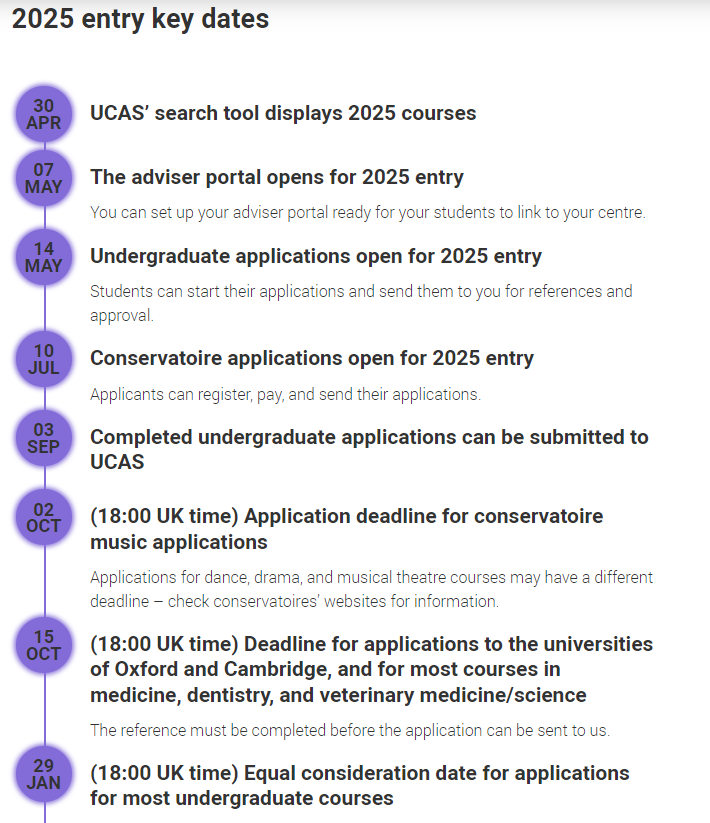 2025 entry key dates
30
APR
UCAS’ search tool displays 2025 courses
07
MAY
The adviser portal opens for 2025 entry
You can set up your adviser portal ready for your students to link to your centre.
14
MAY
Undergraduate applications open for 2025 entry
Students can start their applications and send them to you for references and
approval.
10
JUL
Conservatoire applications open for 2025 entry
Applicants can register, pay, and send their applications.
03
SEP
Completed undergraduate applications can be submitted to
UCAS
02
OCT
(18:00 UK time) Application deadline for conservatoire
music applications
Applications for dance, drama, and musical theatre courses may have a different
deadline – check conservatoires’ websites for information.
15
OCT
(18:00 UK time) Deadline for applications to the universities
of Oxford and Cambridge, and for most courses in
medicine, dentistry, and veterinary medicine/science
The reference must be completed before the application can be sent to us.
29
JAN
(18:00 UK time) Equal consideration date for applications
for most undergraduate courses